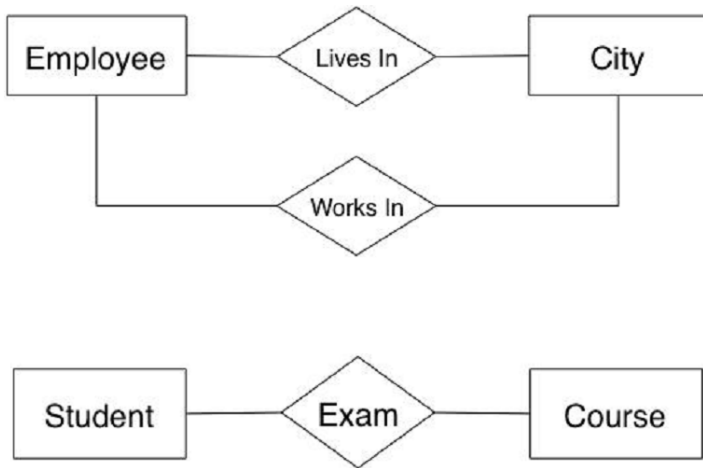 Employee
Lives In
City
Works In
Student
Exam
Course